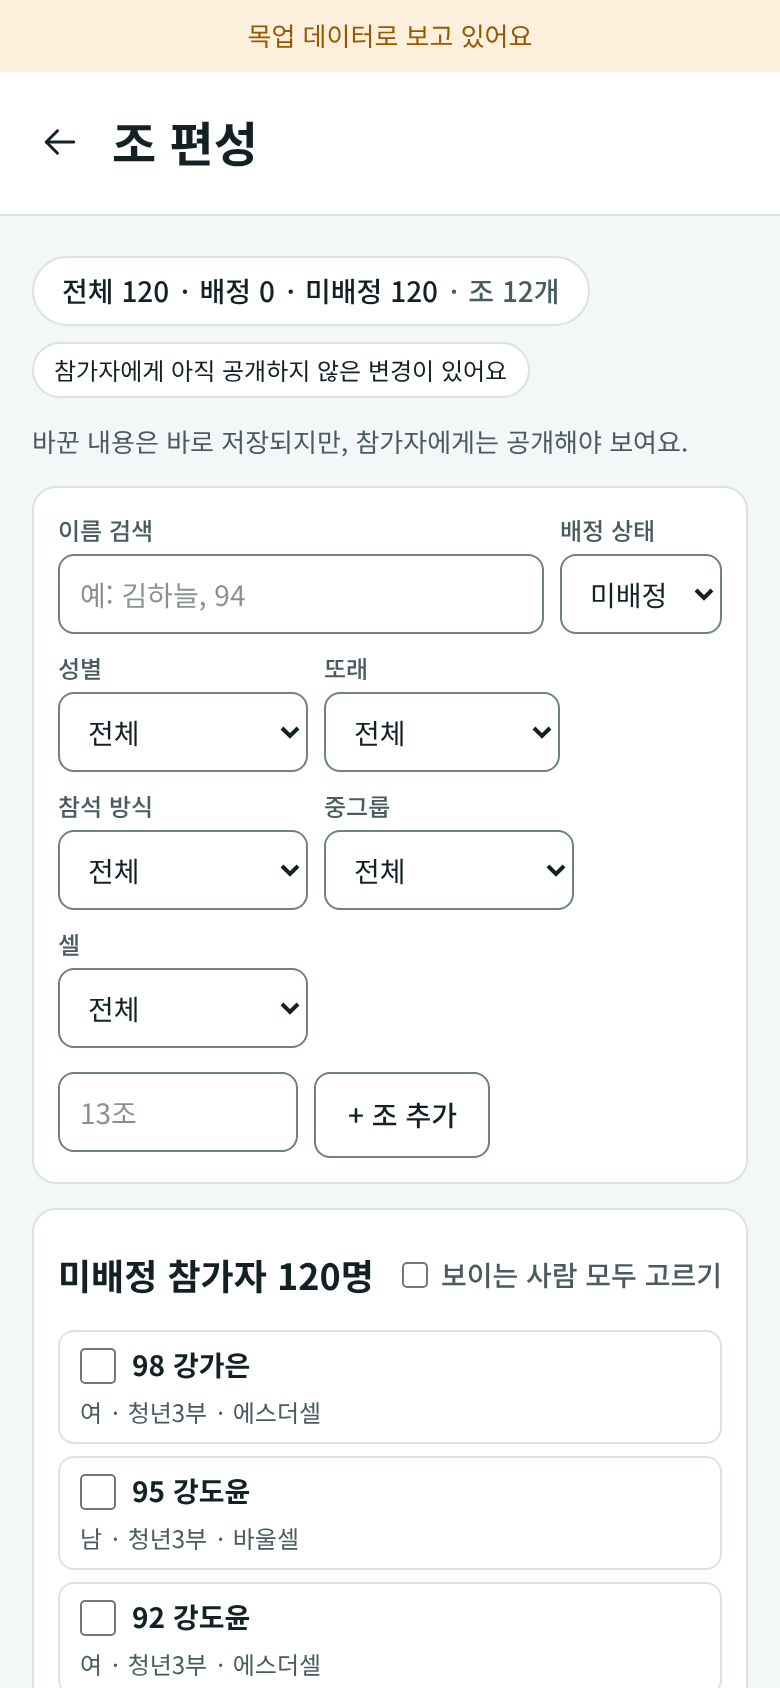 목업 데이터로 보고 있어요
← 조 편성
전체 120 · 배정 0 · 미배정 120 · 조 12개
참가자에게 아직 공개하지 않은 변경이 있어요
바꾼 내용은 바로 저장되지만, 참가자에게는 공개해야 보여요.
이름 검색 배정 상태
예: 김하늘, 94 미배정
성별 또래
전체 전체
참석 방식 중그룹
전체 전체
셀
전체
13조 + 조 추가
미배정 참가자 120명 보이는 사람 모두 고르기
98 강가은
여 · 청년3부 · 에스더셀
95 강도윤
남 · 청년3부 · 바울셀
92 강도윤
여 · 청년3부 · 에스더셀